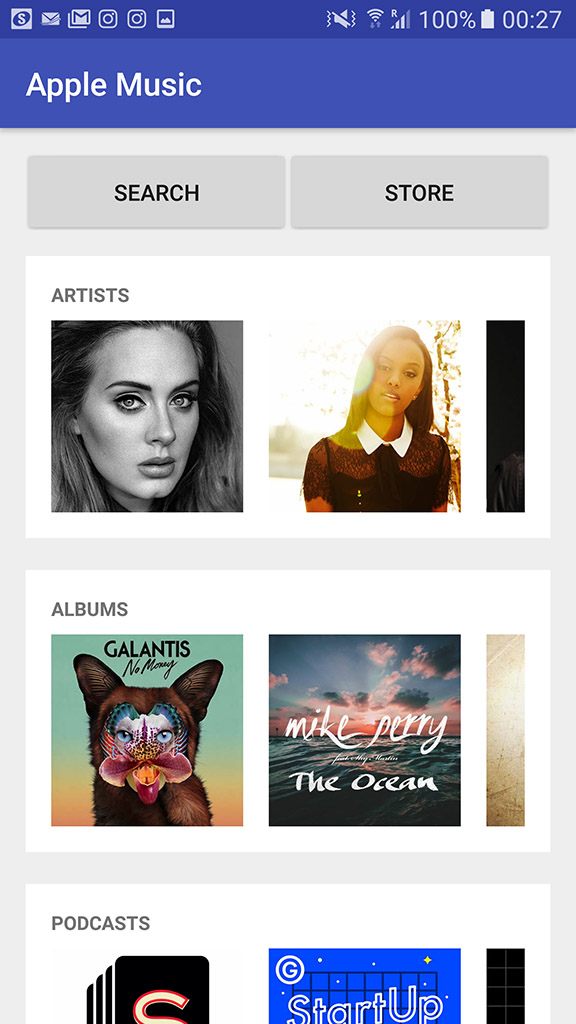 100% 00:27
Apple Music
SEARCH STORE
ARTISTS
ALBUMS
GALANTIS
No Money
mike perry
feat. Shy Martin
The Ocean
PODCASTS
S
G
StartUp